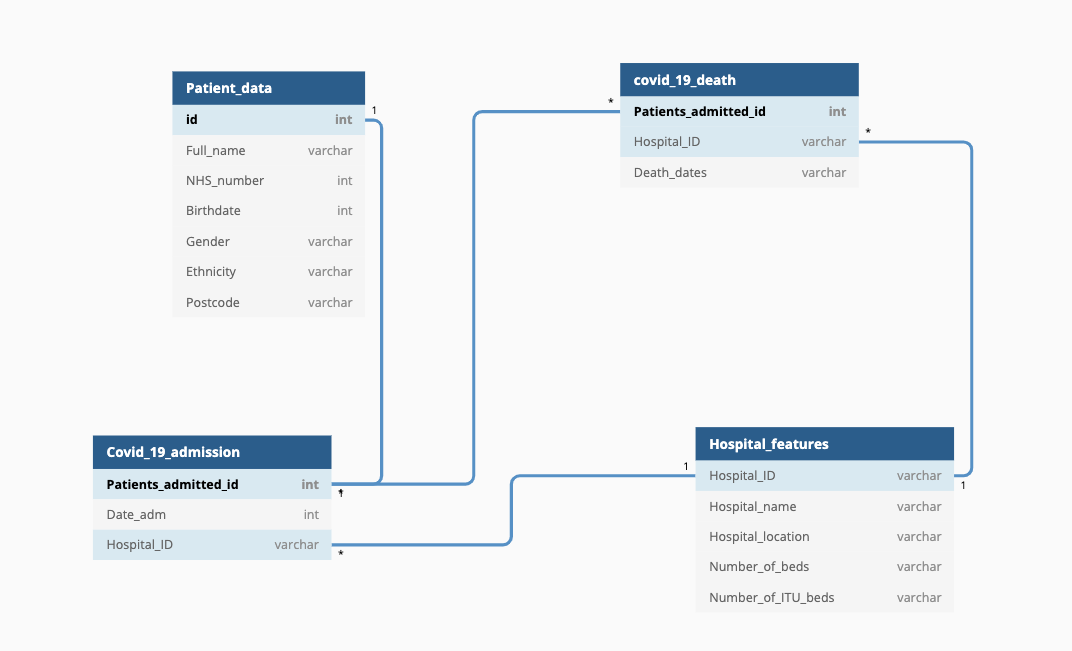 Patient_data
1
id int
Full_name varchar
NHS_number int
Birthdate int
Gender varchar
Ethnicity varchar
Postcode varchar
covid_19_death
*
Patients_admitted_id int
*
Hospital_ID varchar
Death_dates varchar
Covid_19_admission
Patients_admitted_id int
Date_adm int
Hospital_ID varchar
*
Hospital_features
1
Hospital_ID varchar
1
Hospital_name varchar
Hospital_location varchar
Number_of_beds varchar
Number_of_ITU_beds varchar